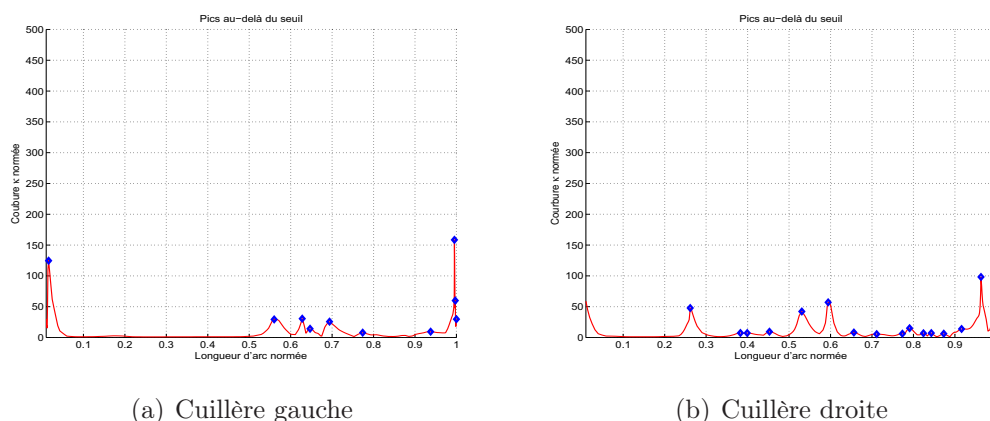 Pics au−delà du seuil
500
450
400
350
300
250
200
150
100
50
0
Coubure κ normée
0.1 0.2 0.3 0.4 0.5 0.6 0.7 0.8 0.9 1
Longueur d'arc normée
(a) Cuillère gauche
Pics au−delà du seuil
500
450
400
350
300
250
200
150
100
50
0
Courbure κ normée
0.1 0.2 0.3 0.4 0.5 0.6 0.7 0.8 0.9
Longueur d'arc normée
(b) Cuillère droite